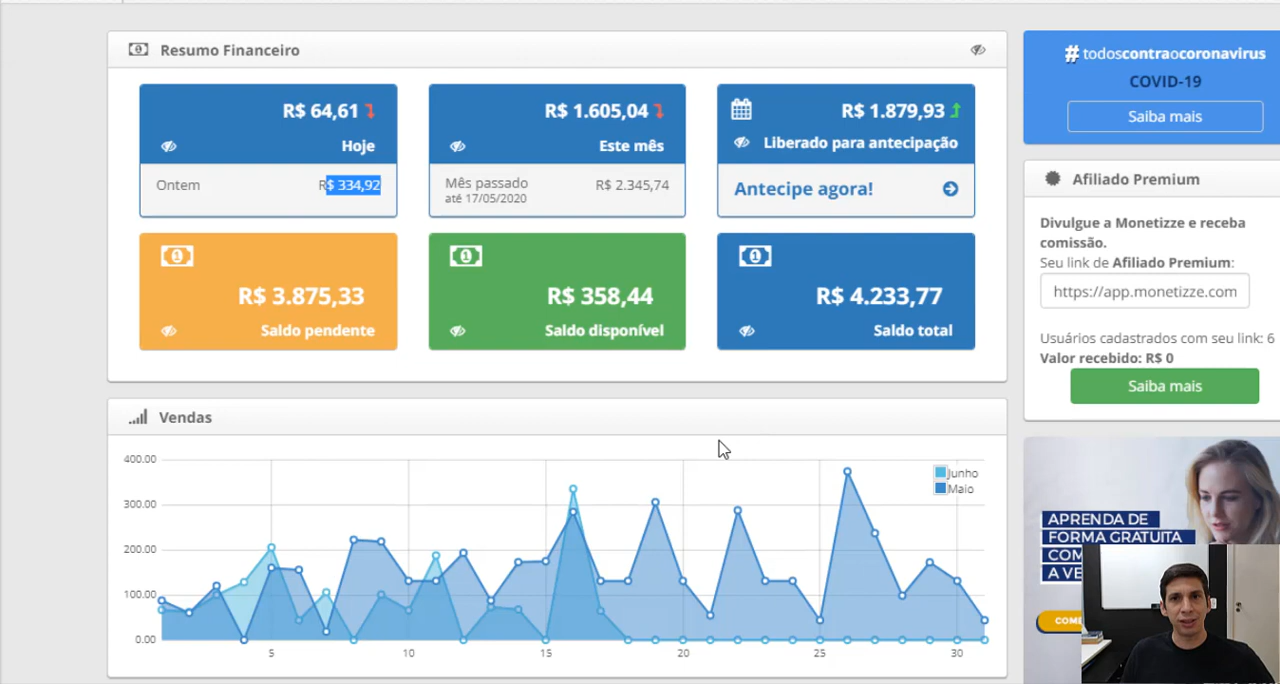 Resumo Financeiro
R$ 64,61
Hoje
Ontem
R$ 334,92
R$ 1.605,04
Este mês
Mês passado
até 17/05/2020
R$ 2.345,74
R$ 1.879,93
Liberado para antecipação
Antecipe agora!
R$ 3.875,33
Saldo pendente
R$ 358,44
Saldo disponível
R$ 4.233,77
Saldo total
Vendas
400.00
300.00
200.00
100.00
0.00
5
10
15
20
25
30
Junho
Maio
#todoscontraocoronavirus
COVID-19
Saiba mais
Afiliado Premium
Divulgue a Monetizze e receba
comissão.
Seu link de Afiliado Premium:
https://app.monetizze.com
Usuários cadastrados com seu link: 6
Valor recebido: R$ 0
Saiba mais
APRENDA DE
FORMA GRATUITA